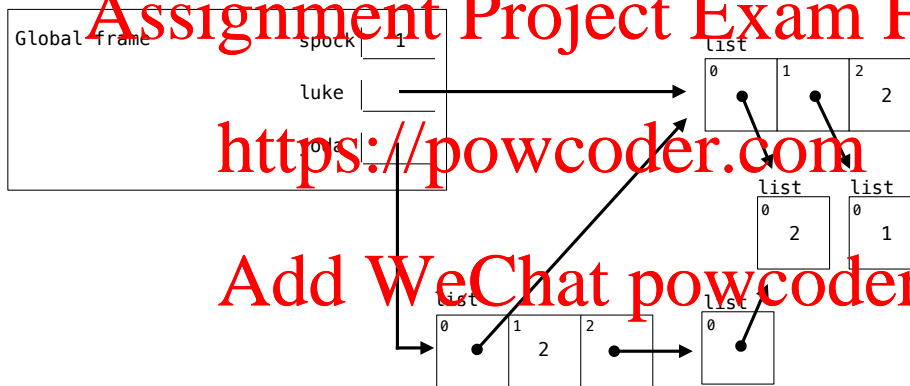 Assignment Project Exam
Global frame
spock 1
list
0 1 2
2
luke
https://powcoder.com
yoda
list list
0 0
2 1
Add WeChat powcoder
list list
0 1 2 0
2